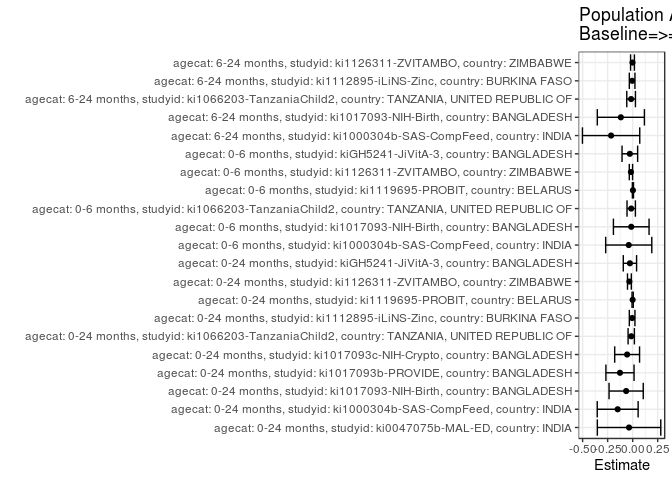 Population
Baseline=>=
agecat: 6-24 months, studyid: ki1126311-ZVITAMBO, country: ZIMBABWE
agecat: 6-24 months, studyid: ki1112895-iLiNS-Zinc, country: BURKINA FASO
agecat: 6-24 months, studyid: ki1066203-TanzaniaChild2, country: TANZANIA, UNITED REPUBLIC OF
agecat: 6-24 months, studyid: ki1017093-NIH-Birth, country: BANGLADESH
agecat: 6-24 months, studyid: ki1000304b-SAS-CompFeed, country: INDIA
agecat: 0-6 months, studyid: kiGH5241-JiVitA-3, country: BANGLADESH
agecat: 0-6 months, studyid: ki1126311-ZVITAMBO, country: ZIMBABWE
agecat: 0-6 months, studyid: ki1119695-PROBIT, country: BELARUS
agecat: 0-6 months, studyid: ki1066203-TanzaniaChild2, country: TANZANIA, UNITED REPUBLIC OF
agecat: 0-6 months, studyid: ki1017093-NIH-Birth, country: BANGLADESH
agecat: 0-6 months, studyid: ki1000304b-SAS-CompFeed, country: INDIA
agecat: 0-24 months, studyid: kiGH5241-JiVitA-3, country: BANGLADESH
agecat: 0-24 months, studyid: ki1126311-ZVITAMBO, country: ZIMBABWE
agecat: 0-24 months, studyid: ki1119695-PROBIT, country: BELARUS
agecat: 0-24 months, studyid: ki1112895-iLiNS-Zinc, country: BURKINA FASO
agecat: 0-24 months, studyid: ki1066203-TanzaniaChild2, country: TANZANIA, UNITED REPUBLIC OF
agecat: 0-24 months, studyid: ki1017093c-NIH-Crypto, country: BANGLADESH
agecat: 0-24 months, studyid: ki1017093b-PROVIDE, country: BANGLADESH
agecat: 0-24 months, studyid: ki1017093-NIH-Birth, country: BANGLADESH
agecat: 0-24 months, studyid: ki1000304b-SAS-CompFeed, country: INDIA
agecat: 0-24 months, studyid: ki0047075b-MAL-ED, country: INDIA
-0.50 -0.25 0.00 0.25
Estimate